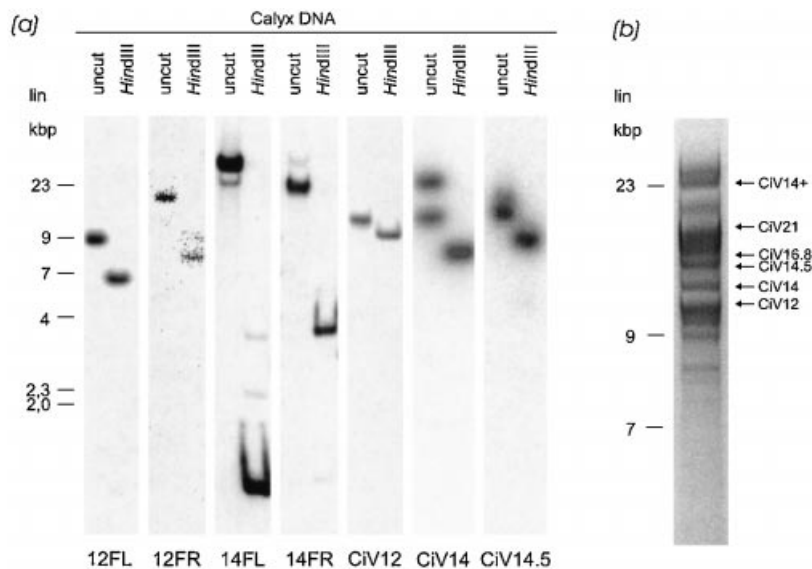 (a)
Calyx DNA
uncut HindIII uncut HindIII uncut HindIII uncut HindIII uncut HindIII uncut HindIII uncut HindIII
lin
kbp
23
9
7
4
2,3
2,0
12FL 12FR 14FL 14FR CiV12 CiV14 CiV14.5
(b)
lin
kbp
23
9
7
CiV14+
CiV21
CiV16.8
CiV14.5
CiV14
CiV12